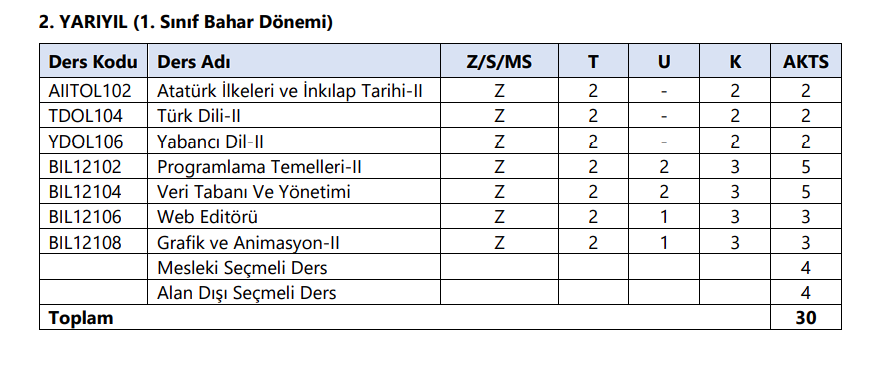 2. YARIYIL (1. Sınıf Bahar Dönemi)
Ders Kodu Ders Adı Z/S/MS T U K AKTS
AIITOL102 Atatürk İlkeleri ve İnkılap Tarihi-II Z 2 - 2 2
TDOL104 Türk Dili-II Z 2 - 2 2
YDOL106 Yabancı Dil-II Z 2 - 2 2
BIL12102 Programlama Temelleri-II Z 2 2 3 5
BIL12104 Veri Tabanı Ve Yönetimi Z 2 2 3 5
BIL12106 Web Editörü Z 2 1 3 3
BIL12108 Grafik ve Animasyon-II Z 2 1 3 3
Mesleki Seçmeli Ders 4
Alan Dışı Seçmeli Ders 4
Toplam 30